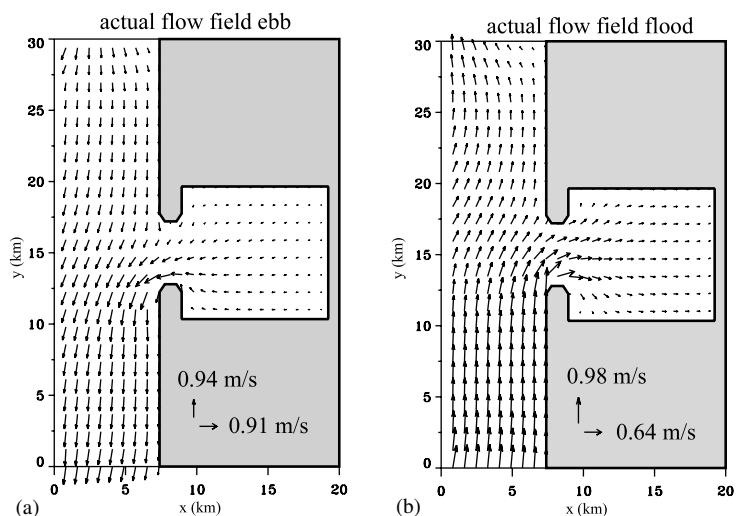 actual flow field ebb
30
25
20
15
10
5
0
y (km)
0.94 m/s
0.91 m/s
0 5 10 15 20
x (km)
(a)
actual flow field flood
30
25
20
15
10
5
0
y (km)
0.98 m/s
0.64 m/s
0 5 10 15 20
x (km)
(b)